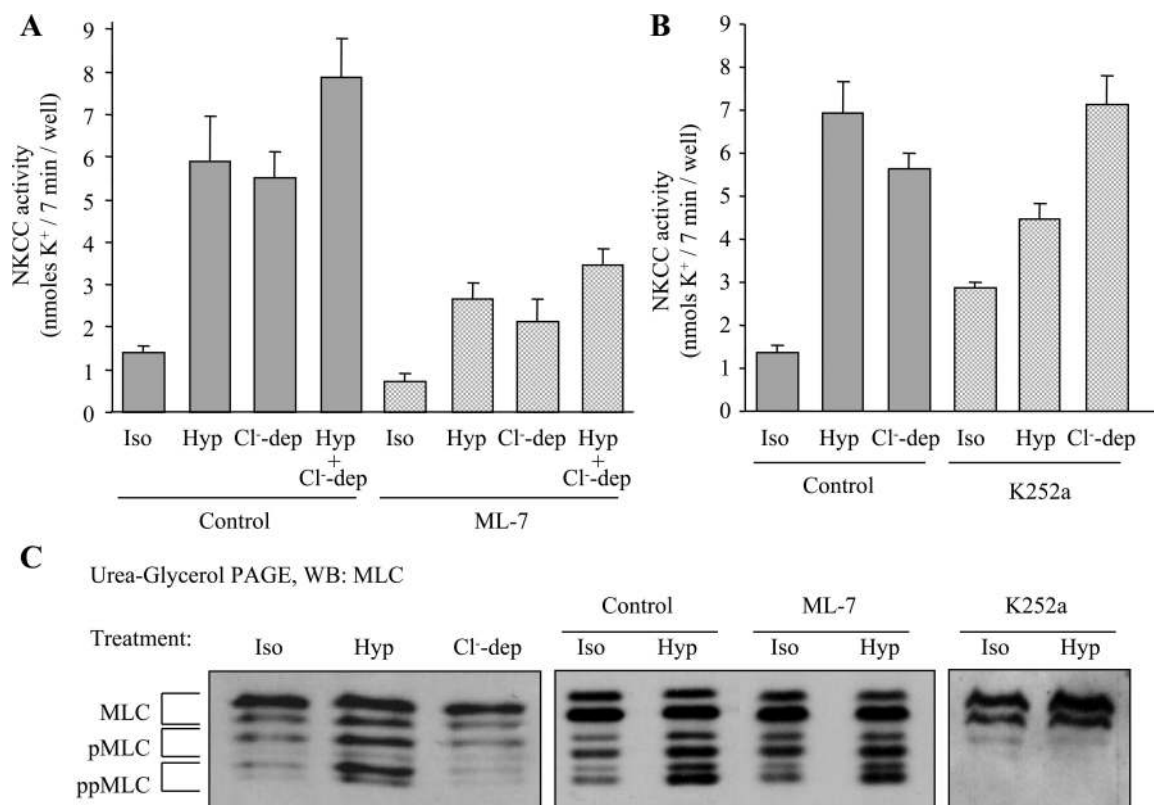 A
B
9
8
7
6
5
4
3
2
1
0
NKCC activity
(nmoles K⁺ / 7 min / well)
Iso Hyp Cl⁻-dep Hyp + Cl⁻-dep Iso Hyp Cl⁻-dep Hyp + Cl⁻-dep
Control ML-7
9
8
7
6
5
4
3
2
1
0
NKCC activity
(nmols K⁺ / 7 min / well)
Iso Hyp Cl⁻-dep Iso Hyp Cl⁻-dep
Control K252a
C
Urea-Glycerol PAGE, WB: MLC
Control ML-7 K252a
Treatment: Iso Hyp Cl⁻-dep Iso Hyp Iso Hyp Iso Hyp
MLC
pMLC
ppMLC